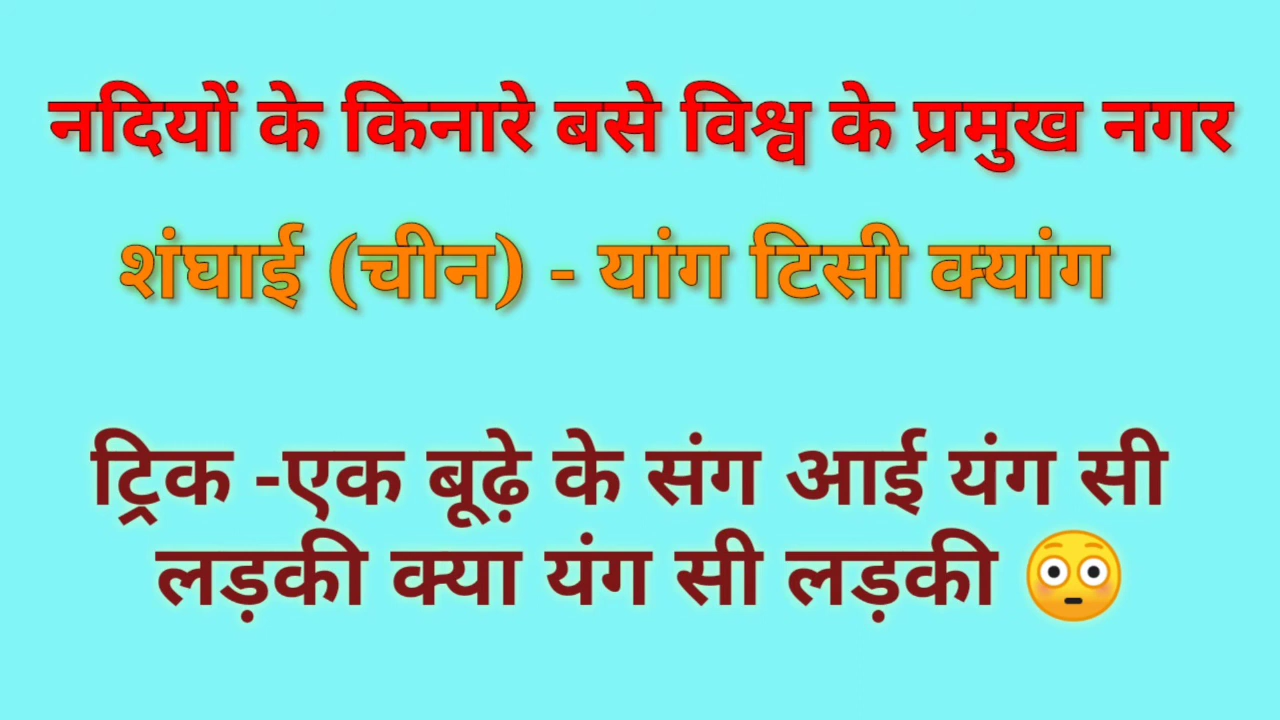 नदियों के किनारे बसे विश्व के प्रमुख नगर
शंघाई (चीन) - यांग टिसी क्यांग
ट्रिक -एक बूढ़े के संग आई यंग सी
लड़की क्या यंग सी लड़की 😳